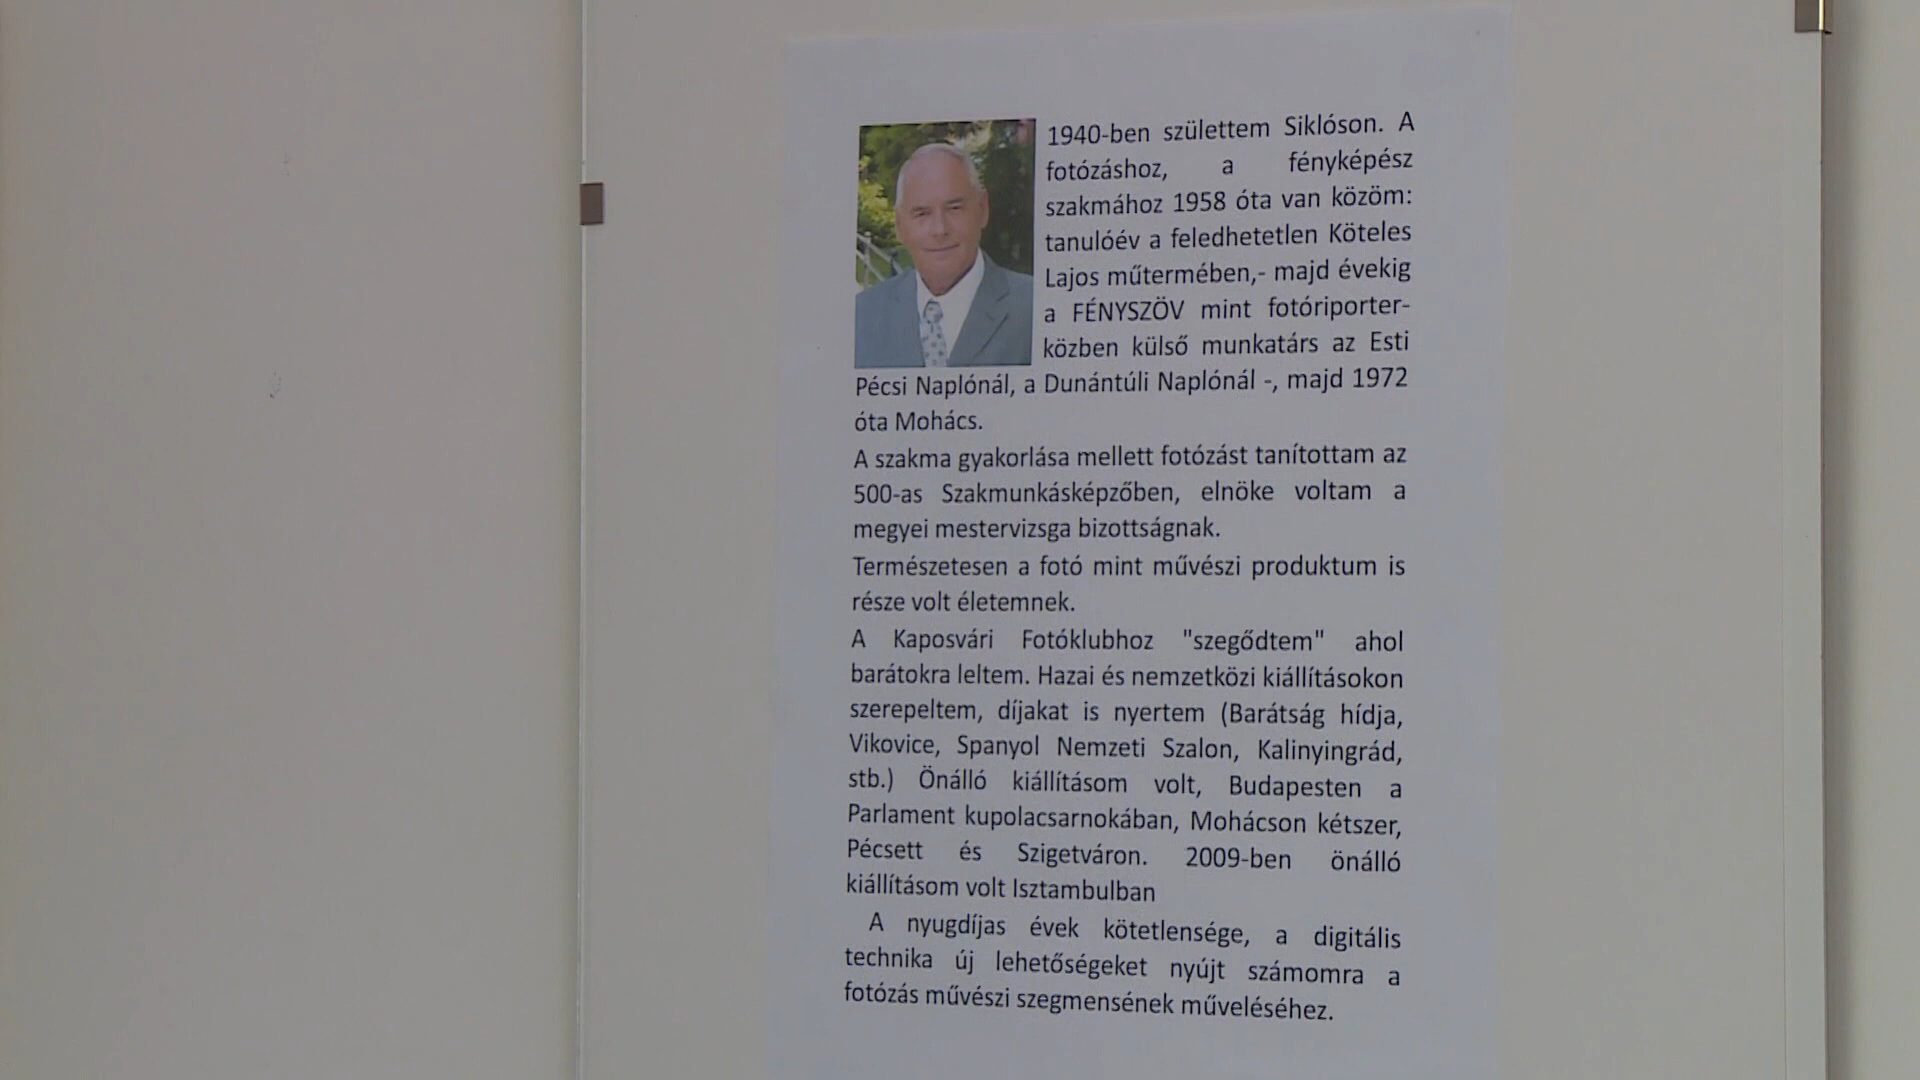 1940-ben születtem Siklóson. A
fotózáshoz, a fényképész
szakmához 1958 óta van közöm:
tanulóév a feledhetetlen Köteles
Lajos műtermében,- majd évekig
a FÉNYSZÖV mint fotóriporter-
közben külső munkatárs az Esti
Pécsi Naplónál, a Dunántúli Naplónál -, majd 1972
óta Mohács.
A szakma gyakorlása mellett fotózást tanítottam az
500-as Szakmunkásképzőben, elnöke voltam a
megyei mestervizsga bizottságnak.
Természetesen a fotó mint művészi produktum is
része volt életemnek.
A Kaposvári Fotóklubhoz "szegődtem" ahol
barátokra leltem. Hazai és nemzetközi kiállításokon
szerepeltem, díjakat is nyertem (Barátság hídja,
Vikovice, Spanyol Nemzeti Szalon, Kalinyingrád,
stb.) Önálló kiállításom volt, Budapesten a
Parlament kupolacsarnokában, Mohácson kétszer,
Pécsett és Szigetváron. 2009-ben önálló
kiállításom volt Isztambulban
A nyugdíjas évek kötetlensége, a digitális
technika új lehetőségeket nyújt számomra a
fotózás művészi szegmensének műveléséhez.